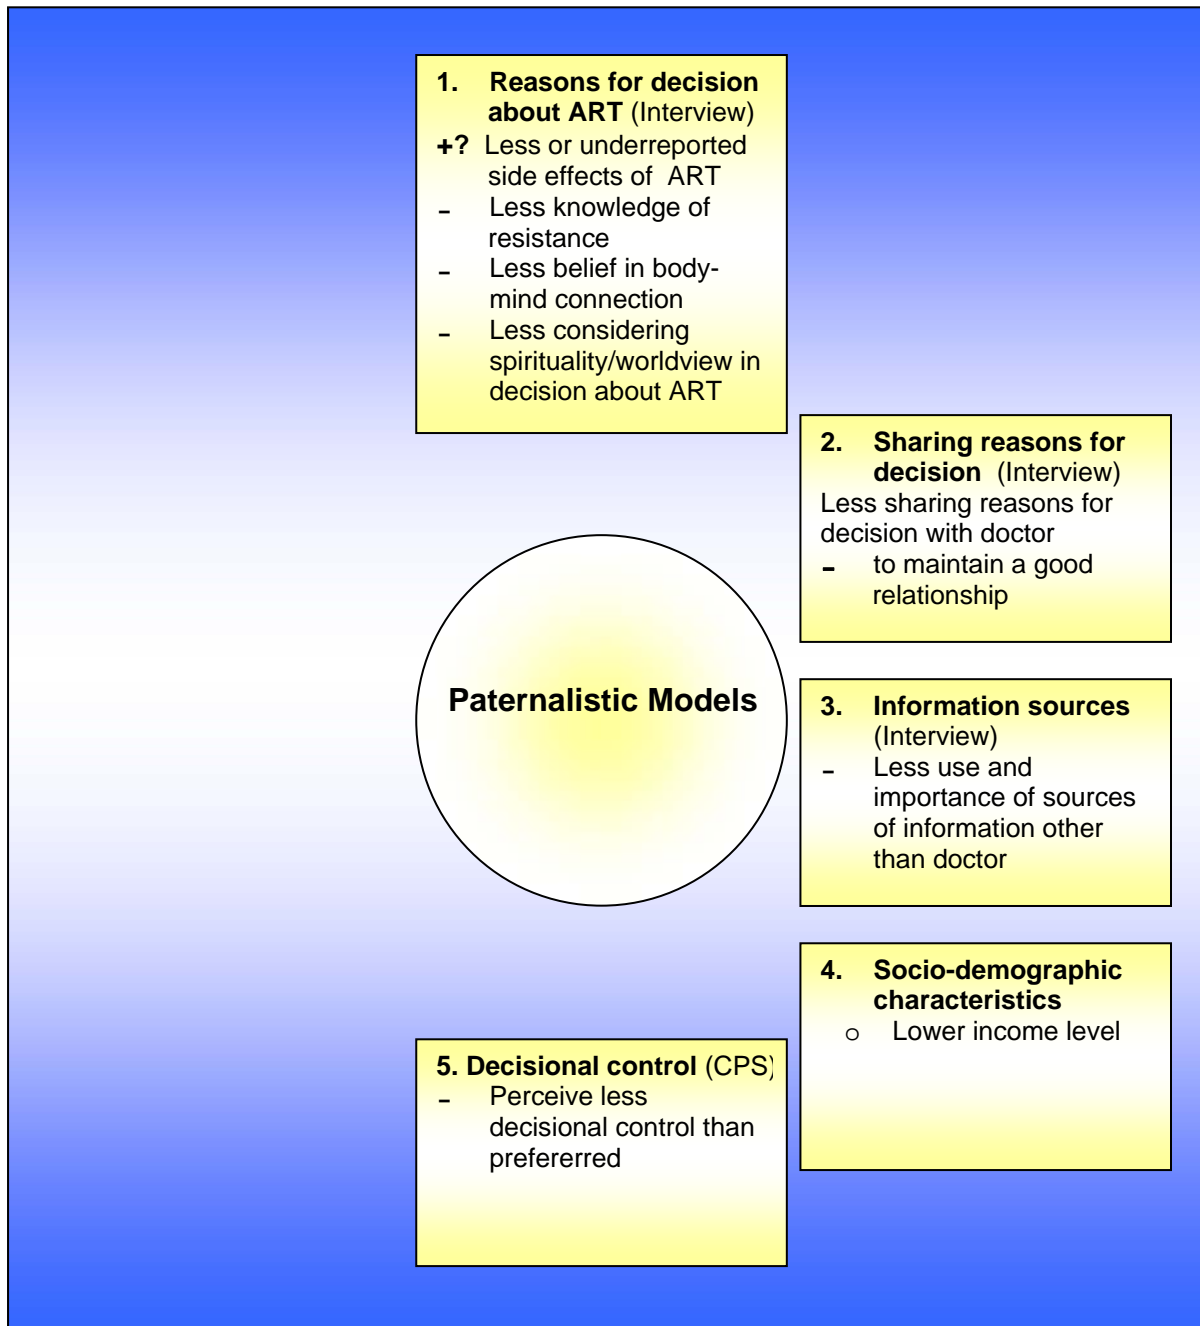 1. Reasons for decision
about ART (Interview)
+? Less or underreported
side effects of ART
- Less knowledge of
resistance
- Less belief in body-
mind connection
- Less considering
spirituality/worldview in
decision about ART
2. Sharing reasons for
decision (Interview)
Less sharing reasons for
decision with doctor
- to maintain a good
relationship
Paternalistic Models
3. Information sources
(Interview)
- Less use and
importance of sources
of information other
than doctor
4. Socio-demographic
characteristics
o Lower income level
5. Decisional control (CPS)
- Perceive less
decisional control than
prefererred